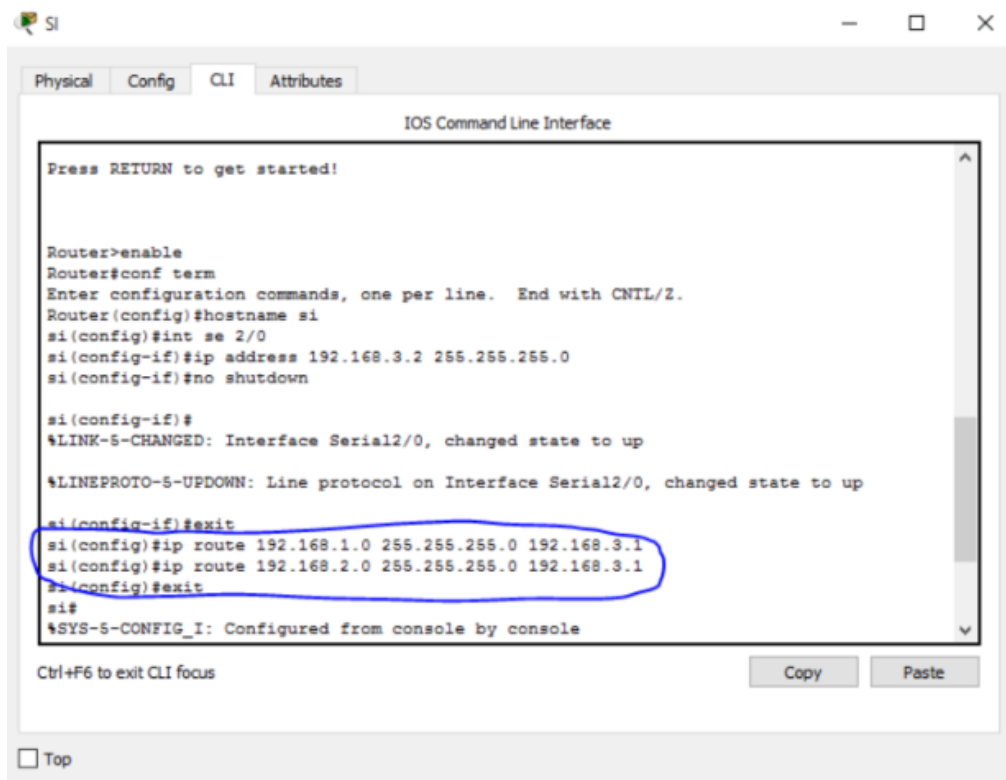 SI
Physical Config CLI Attributes
IOS Command Line Interface
Press RETURN to get started!
Router>enable
Router#conf term
Enter configuration commands, one per line.  End with CNTL/Z.
Router(config)#hostname si
si(config)#int se 2/0
si(config-if)#ip address 192.168.3.2 255.255.255.0
si(config-if)#no shutdown
si(config-if)#
%LINK-5-CHANGED: Interface Serial2/0, changed state to up
%LINEPROTO-5-UPDOWN: Line protocol on Interface Serial2/0, changed state to up
si(config-if)#exit
si(config)#ip route 192.168.1.0 255.255.255.0 192.168.3.1
si(config)#ip route 192.168.2.0 255.255.255.0 192.168.3.1
si(config)#exit
si#
%SYS-5-CONFIG_I: Configured from console by console
Ctrl+F6 to exit CLI focus
Copy Paste
Top